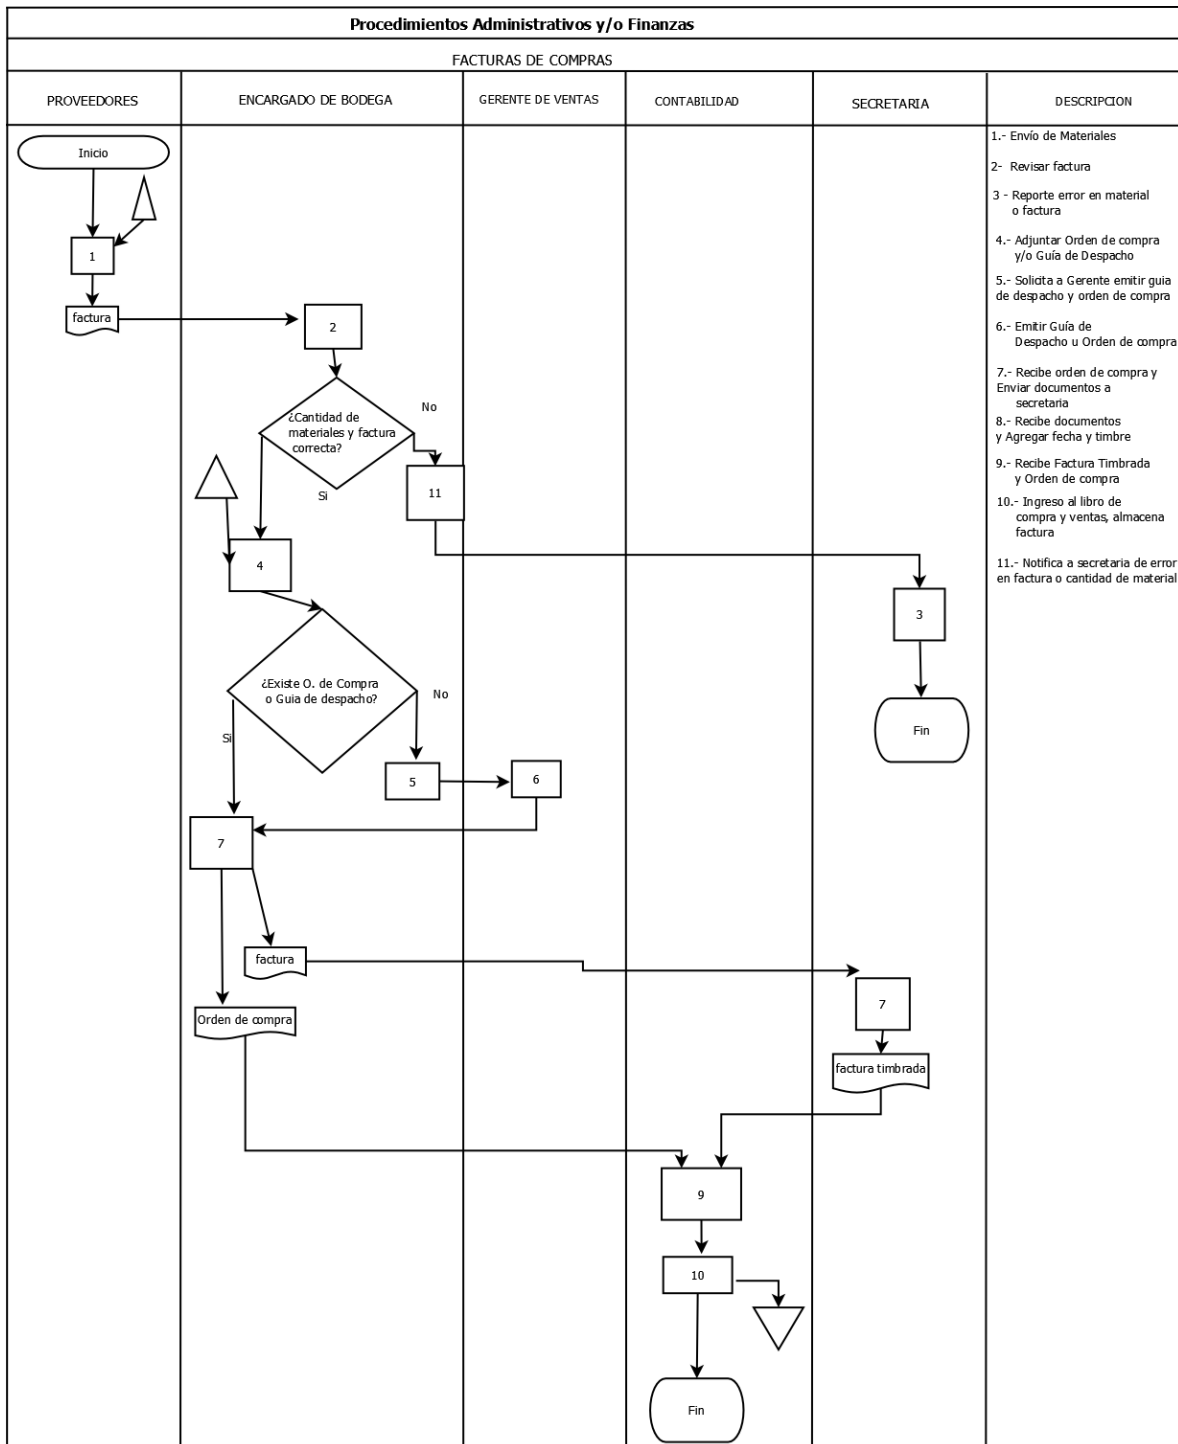 Procedimientos Administrativos y/o Finanzas
FACTURAS DE COMPRAS
PROVEEDORES
ENCARGADO DE BODEGA
GERENTE DE VENTAS
CONTABILIDAD
SECRETARIA
DESCRIPCION
Inicio
1
factura
2
¿Cantidad de
materiales y factura
correcta?
No
Si
11
4
3
Fin
¿Existe O. de Compra
o Guia de despacho?
No
Si
5
6
7
factura
Orden de compra
7
factura timbrada
9
10
Fin
1.- Envío de Materiales
2- Revisar factura
3 - Reporte error en material
o factura
4.- Adjuntar Orden de compra
y/o Guía de Despacho
5.- Solicita a Gerente emitir guia
de despacho y orden de compra
6.- Emitir Guía de
Despacho u Orden de compra
7.- Recibe orden de compra y
Enviar documentos a
secretaria
8.- Recibe documentos
y Agregar fecha y timbre
9.- Recibe Factura Timbrada
y Orden de compra
10.- Ingreso al libro de
compra y ventas, almacena
factura
11.- Notifica a secretaria de error
en factura o cantidad de material